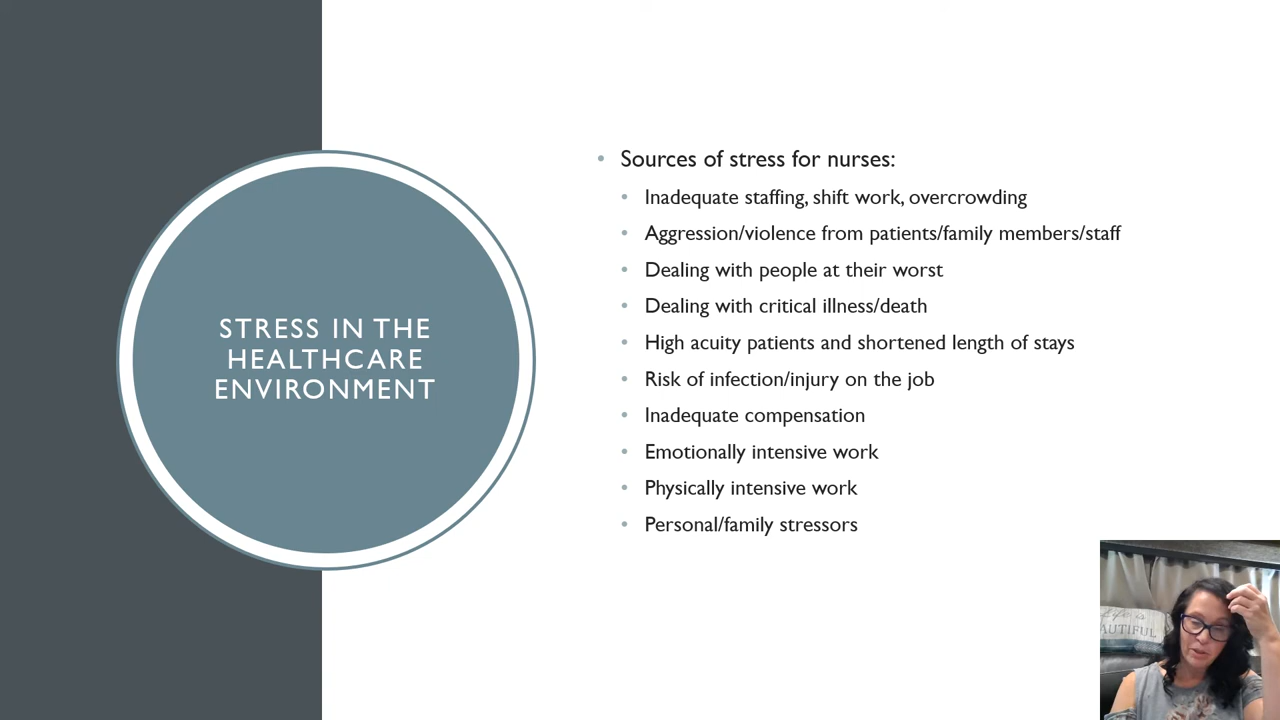 STRESS IN THE
HEALTHCARE
ENVIRONMENT
• Sources of stress for nurses:
• Inadequate staffing, shift work, overcrowding
• Aggression/violence from patients/family members/staff
• Dealing with people at their worst
• Dealing with critical illness/death
• High acuity patients and shortened length of stays
• Risk of infection/injury on the job
• Inadequate compensation
• Emotionally intensive work
• Physically intensive work
• Personal/family stressors
Life is
AUTIFUL